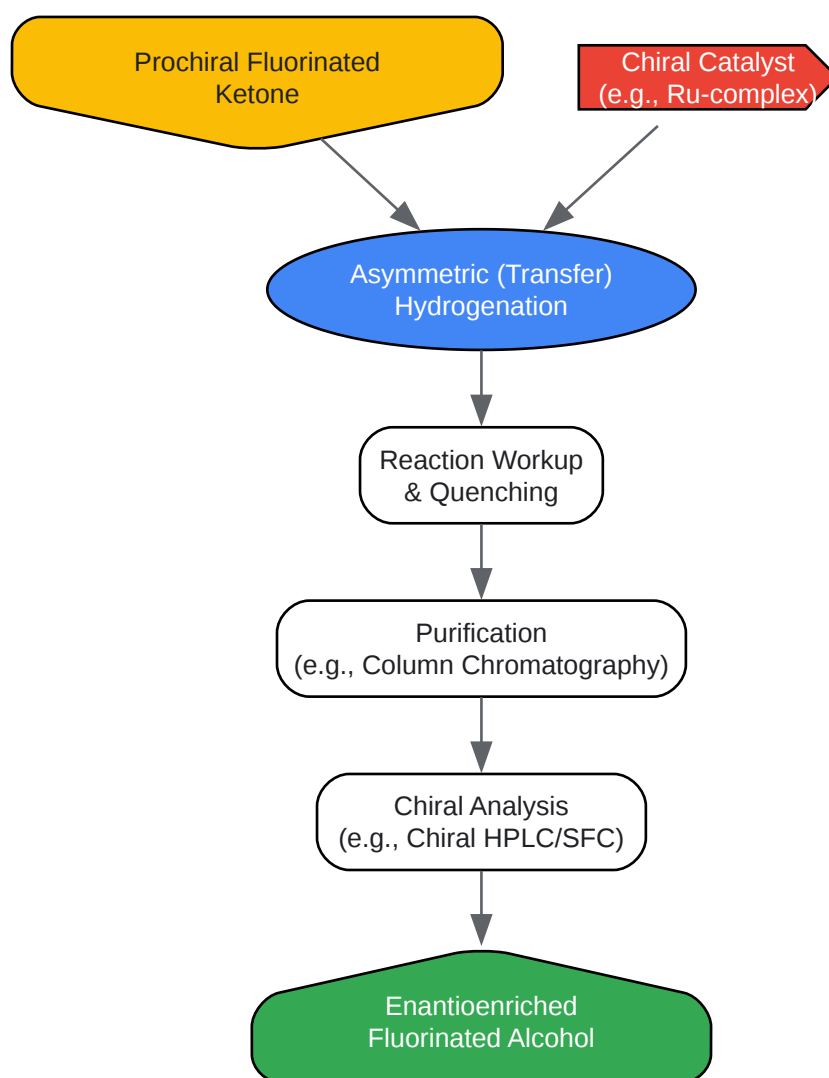 Prochiral Fluorinated
Ketone
Chiral Catalyst
(e.g., Ru-complex)
Asymmetric (Transfer)
Hydrogenation
Reaction Workup
& Quenching
Purification
(e.g., Column Chromatography)
Chiral Analysis
(e.g., Chiral HPLC/SFC)
Enantioenriched
Fluorinated Alcohol